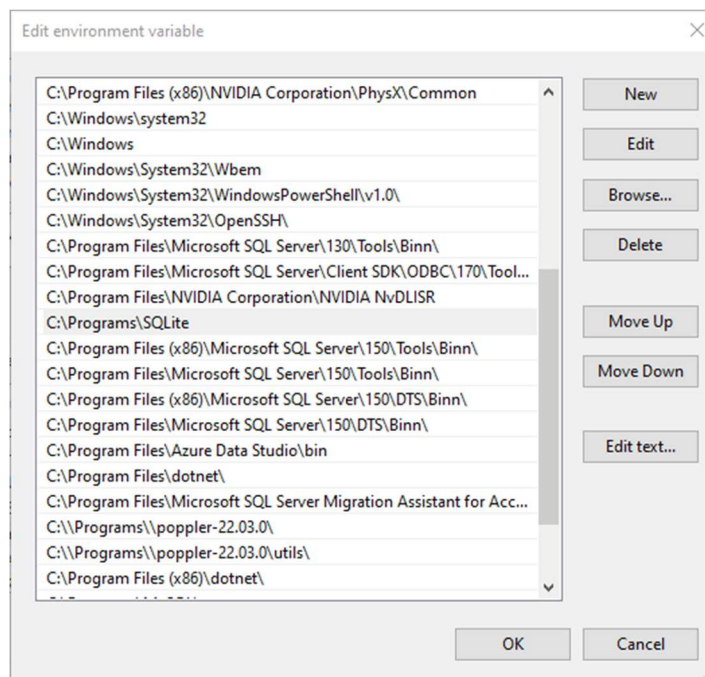 Edit environment variable
C:\Program Files (x86)\NVIDIA Corporation\PhysX\Common
C:\Windows\system32
C:\Windows
C:\Windows\System32\Wbem
C:\Windows\System32\WindowsPowerShell\v1.0\
C:\Windows\System32\OpenSSH\
C:\Program Files\Microsoft SQL Server\130\Tools\Binn\
C:\Program Files\Microsoft SQL Server\Client SDK\ODBC\170\Tool...
C:\Program Files\NVIDIA Corporation\NVIDIA NvDLISR
C:\Programs\SQLite
C:\Program Files (x86)\Microsoft SQL Server\150\Tools\Binn\
C:\Program Files\Microsoft SQL Server\150\Tools\Binn\
C:\Program Files (x86)\Microsoft SQL Server\150\DTS\Binn\
C:\Program Files\Microsoft SQL Server\150\DTS\Binn\
C:\Program Files\Azure Data Studio\bin
C:\Program Files\dotnet\
C:\Program Files\Microsoft SQL Server Migration Assistant for Acc...
C:\\Programs\\poppler-22.03.0\
C:\\Programs\\poppler-22.03.0\utils\
C:\Program Files (x86)\dotnet\
New
Edit
Browse...
Delete
Move Up
Move Down
Edit text...
OK
Cancel